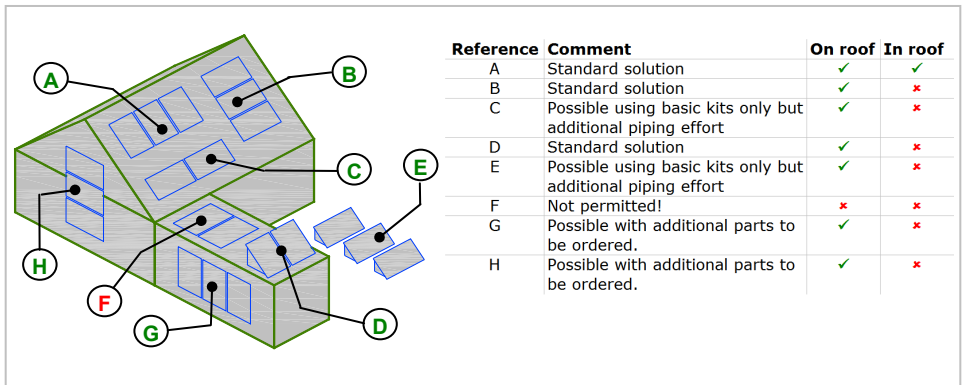 Reference Comment On roof In roof
A Standard solution ✓ ✓
B Standard solution ✓ ✗
C Possible using basic kits only but ✓ ✗
additional piping effort
D Standard solution ✓ ✗
E Possible using basic kits only but ✓ ✗
additional piping effort
F Not permitted! ✗ ✗
G Possible with additional parts to ✓ ✗
be ordered.
H Possible with additional parts to ✓ ✗
be ordered.
A
B
C
E
H
F
G
D